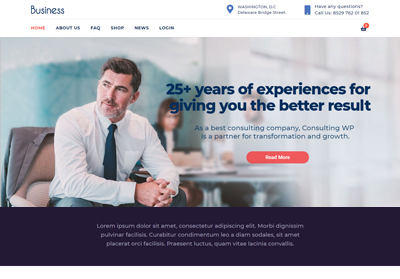 Business
WASHINGTON, D.C
Delaware Bridge Street.
Have any questions?
Call Us: 8529 762 01 852
HOME ABOUT US FAQ SHOP NEWS LOGIN
0
25+ years of experiences for
giving you the better result
As a best consulting company, Consulting WP
is a partner for transformation and growth.
Read More
Lorem ipsum dolor sit amet, consectetur adipiscing elit. Morbi dignissim
pulvinar facilisis. Curabitur condimentum leo a diam sodales, sit amet
placerat orci facilisis. Praesent luctus, quam vitae lacinia convallis.